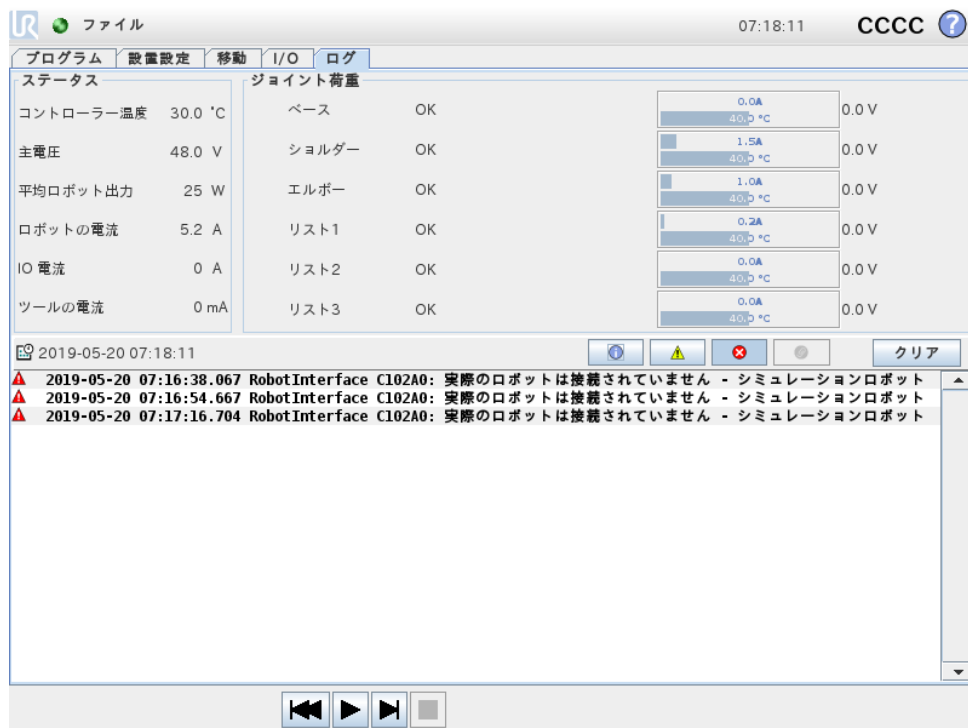 UR ファイル 07:18:11 CCCC ?
プログラム 設置設定 移動 I/O ログ
ステータス
コントローラー温度 30.0 °C
主電圧 48.0 V
平均ロボット出力 25 W
ロボットの電流 5.2 A
IO 電流 0 A
ツールの電流 0 mA
ジョイント荷重
ベース OK 0.0A 40.0 °C 0.0 V
ショルダー OK 1.5A 40.0 °C 0.0 V
エルボー OK 1.0A 40.0 °C 0.0 V
リスト1 OK 0.2A 40.0 °C 0.0 V
リスト2 OK 0.0A 40.0 °C 0.0 V
リスト3 OK 0.0A 40.0 °C 0.0 V
2019-05-20 07:18:11 クリア
2019-05-20 07:16:38.067 RobotInterface C102A0: 実際のロボットは接続されていません - シミュレーションロボット
2019-05-20 07:16:54.667 RobotInterface C102A0: 実際のロボットは接続されていません - シミュレーションロボット
2019-05-20 07:17:16.704 RobotInterface C102A0: 実際のロボットは接続されていません - シミュレーションロボット